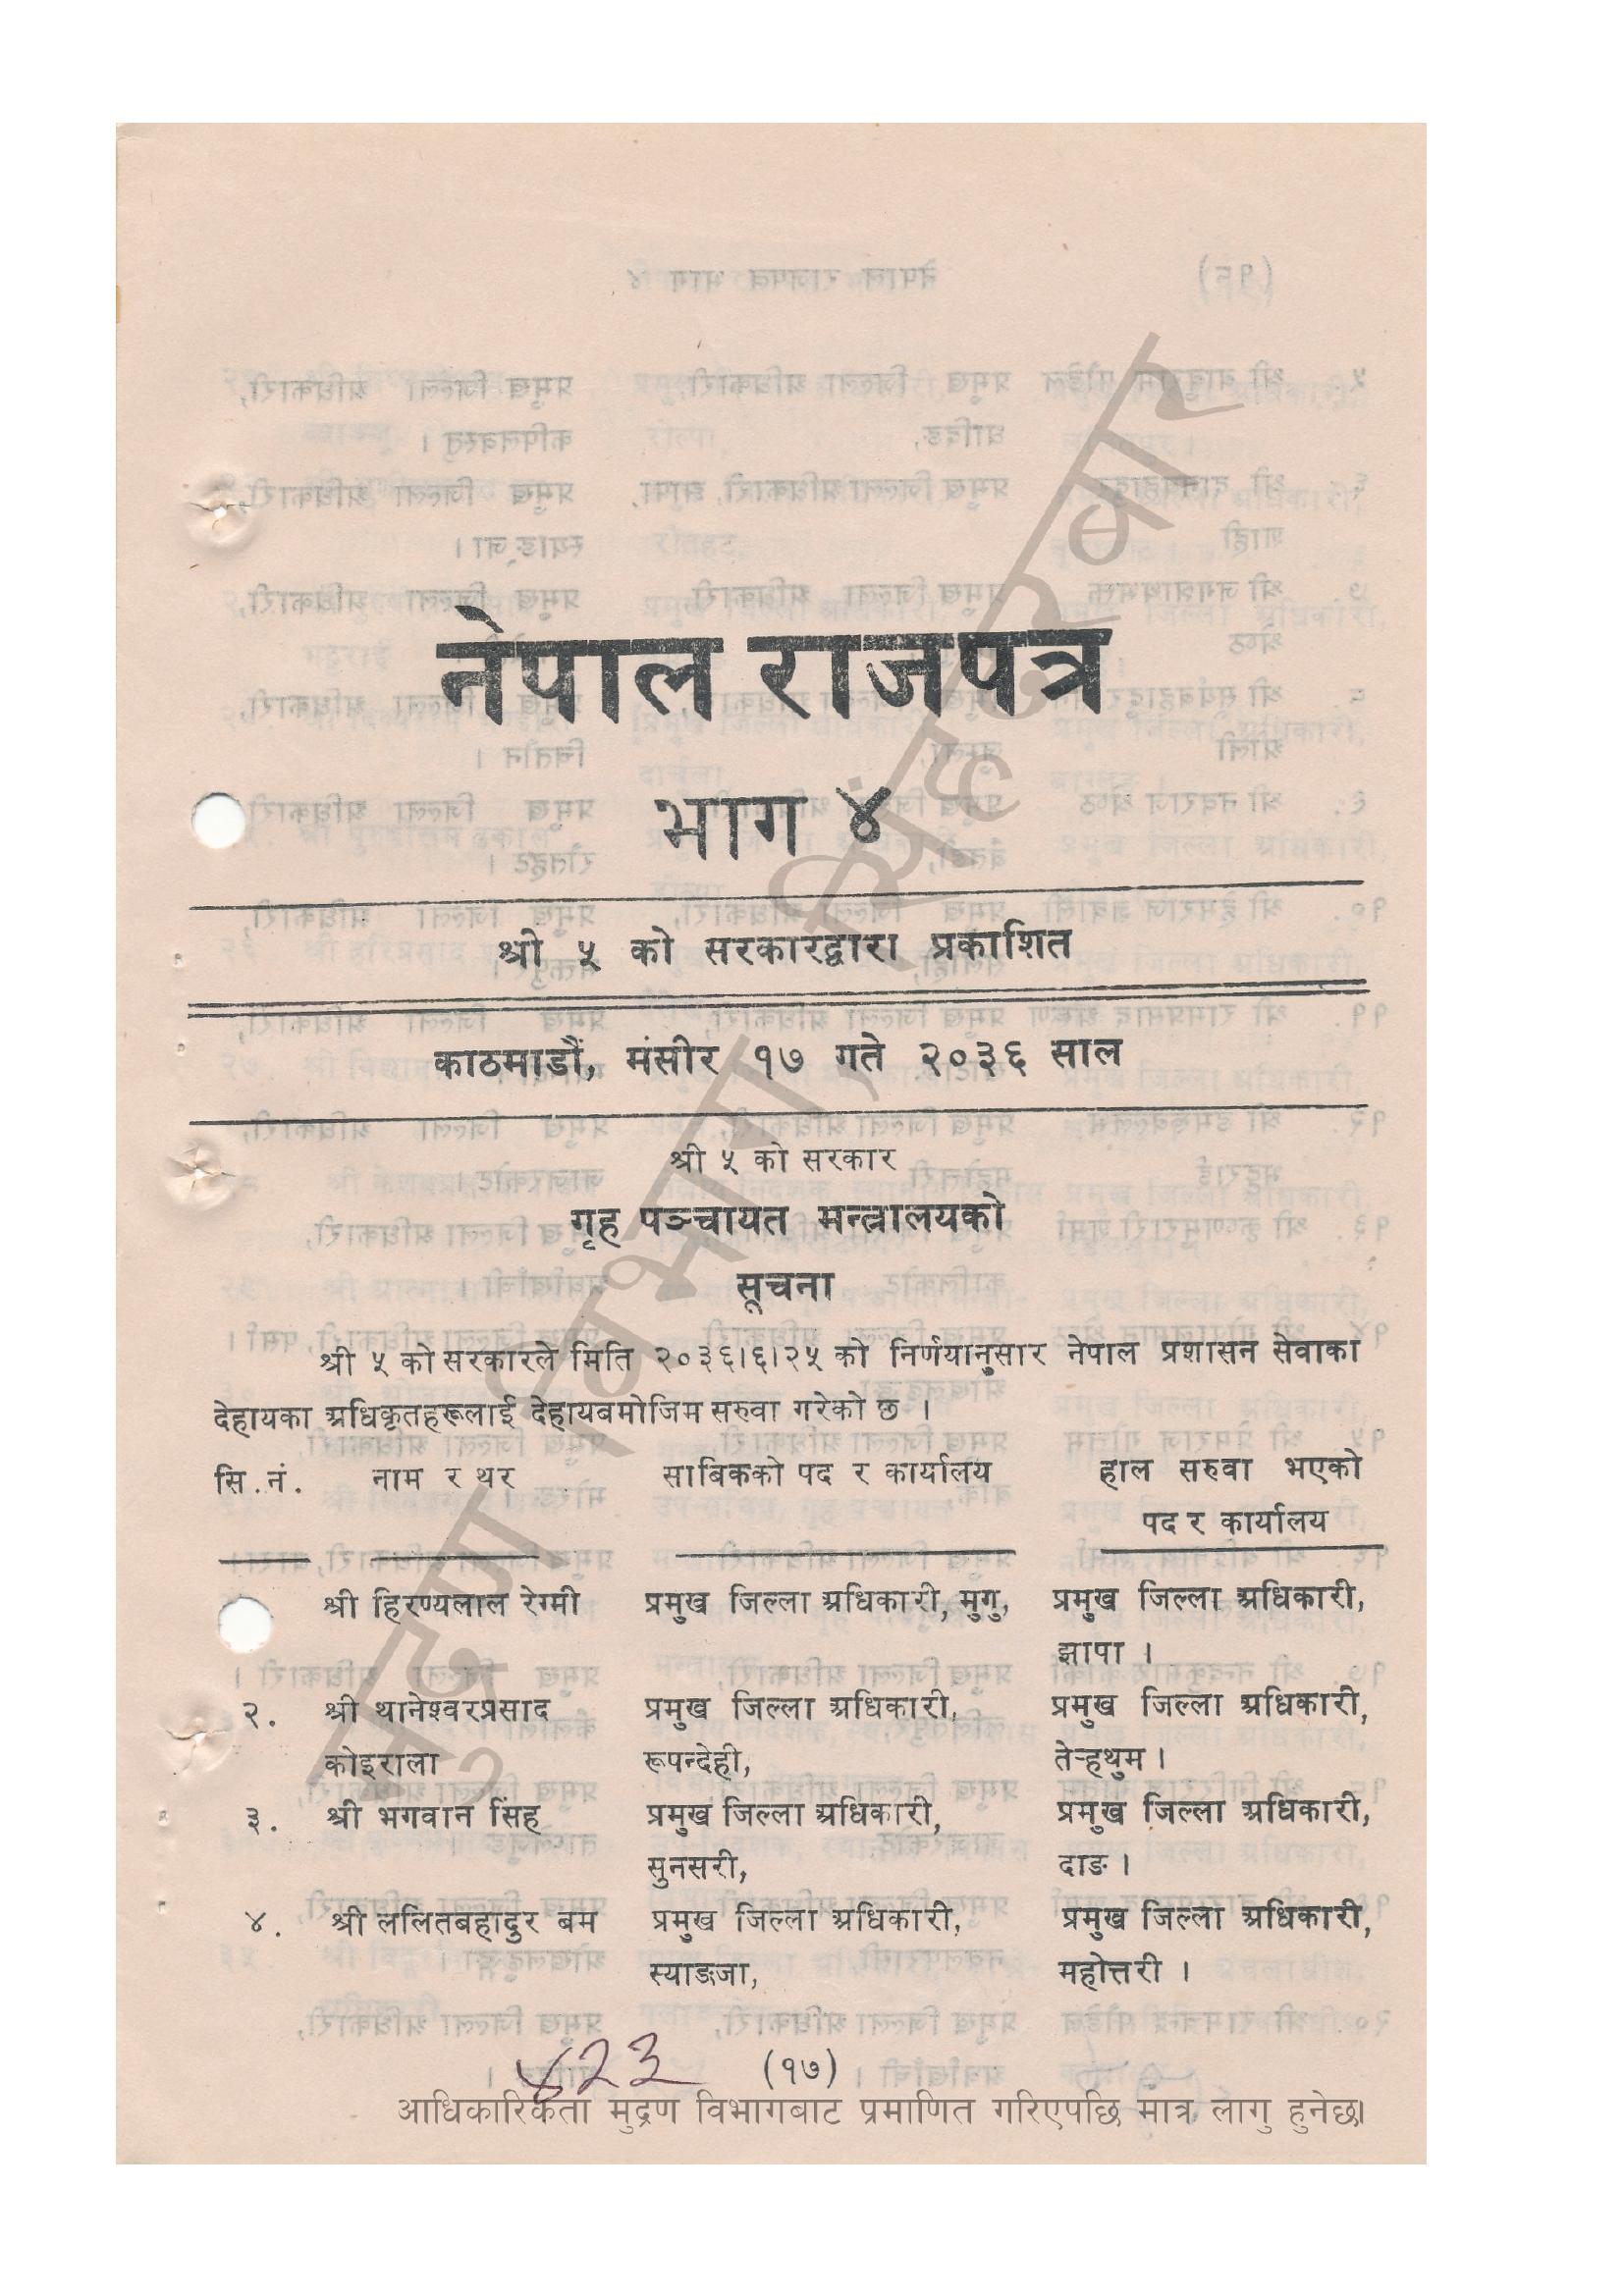 नेपाल राजपत्र
भाग ४
श्री ५ को सरकारद्वारा प्रकाशित
काठमाडौं, मंसीर १७ गते २०३६ साल
श्री ५ को सरकार
गृह पञ्चायत मन्त्रालयको
सूचना
श्री ५ को सरकारले मिति २०३६।६।२५ को निर्णयानुसार नेपाल प्रशासन सेवाका
देहायका अधिकृतहरूलाई देहायबमोजिम सरुवा गरेको छ ।
सि.नं. नाम र थर साबिकको पद र कार्यालय हाल सरुवा भएको
पद र कार्यालय
श्री हिरण्यलाल रेग्मी प्रमुख जिल्ला अधिकारी, मुगु, प्रमुख जिल्ला अधिकारी,
झापा ।
२. श्री थानेश्वरप्रसाद प्रमुख जिल्ला अधिकारी, प्रमुख जिल्ला अधिकारी,
कोइराला रूपन्देही, तेर्‍हथुम ।
३. श्री भगवान सिंह प्रमुख जिल्ला अधिकारी, प्रमुख जिल्ला अधिकारी,
सुनसरी, दाङ ।
४. श्री ललितबहादुर बम प्रमुख जिल्ला अधिकारी, प्रमुख जिल्ला अधिकारी,
स्याङजा, महोत्तरी ।
(१७)
आधिकारिकता मुद्रण विभागबाट प्रमाणित गरिएपछि मात्र लागु हुनेछ।
मुद्रण विभाग, सिंहदरबार